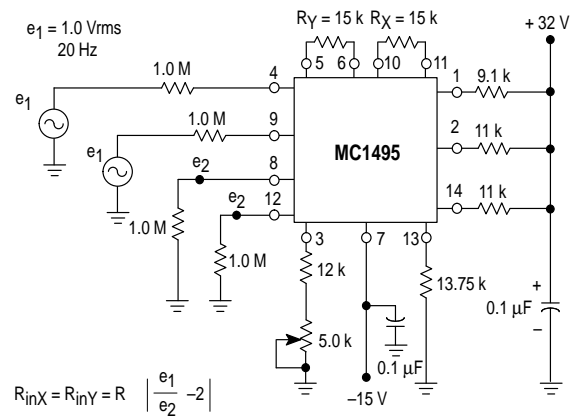 e1 = 1.0 Vrms
20 Hz
RY = 15 k
RX = 15 k
+ 32 V
5
6
10
11
1.0 M
4
1
9.1 k
e1
1.0 M
9
2
11 k
MC1495
e1
e2
8
e2
12
14
11 k
1.0 M
1.0 M
3
7
13
12 k
13.75 k
+
0.1 µF
–
5.0 k
0.1 µF
–15 V
RinX = RinY = R | e1/e2 –2 |